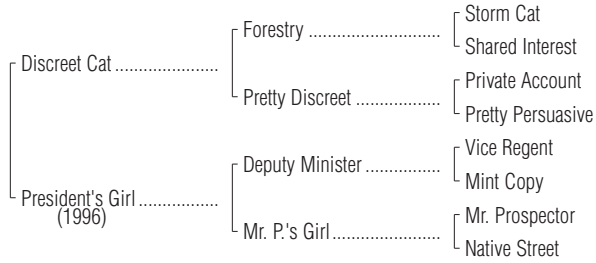 Storm Cat
Forestry ............................
Shared Interest
Discreet Cat ......................
Private Account
Pretty Discreet ..................
Pretty Persuasive
Vice Regent
Deputy Minister ................
Mint Copy
President's Girl .................
(1996)
Mr. Prospector
Mr. P.'s Girl .......................
Native Street